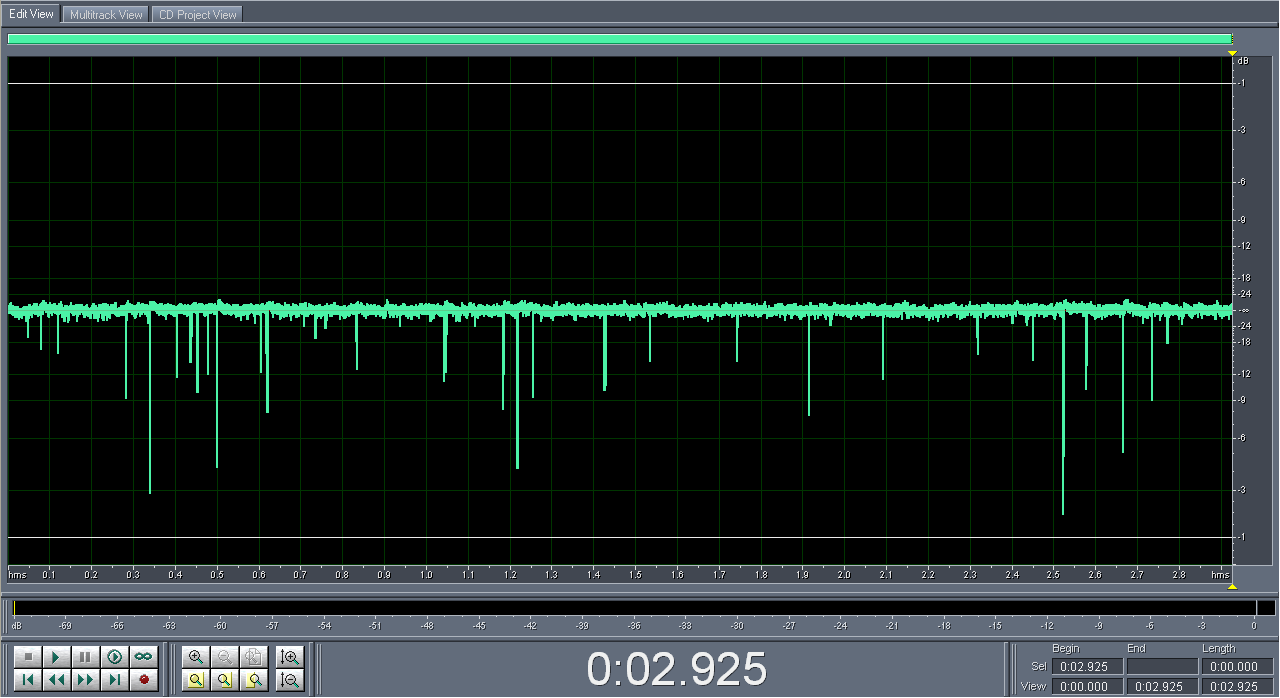 Edit View Multitrack View CD Project View
dB
-1
-3
-6
-9
-12
-18
-24
-∞
-24
-18
-12
-9
-6
-3
-1
hms 0.1 0.2 0.3 0.4 0.5 0.6 0.7 0.8 0.9 1.0 1.1 1.2 1.3 1.4 1.5 1.6 1.7 1.8 1.9 2.0 2.1 2.2 2.3 2.4 2.5 2.6 2.7 2.8 hms
dB -69 -66 -63 -60 -57 -54 -51 -48 -45 -42 -39 -36 -33 -30 -27 -24 -21 -18 -15 -12 -9 -6 -3 0
0:02.925
Begin End Length
Sel 0:02.925 0:00.000
View 0:00.000 0:02.925 0:02.925